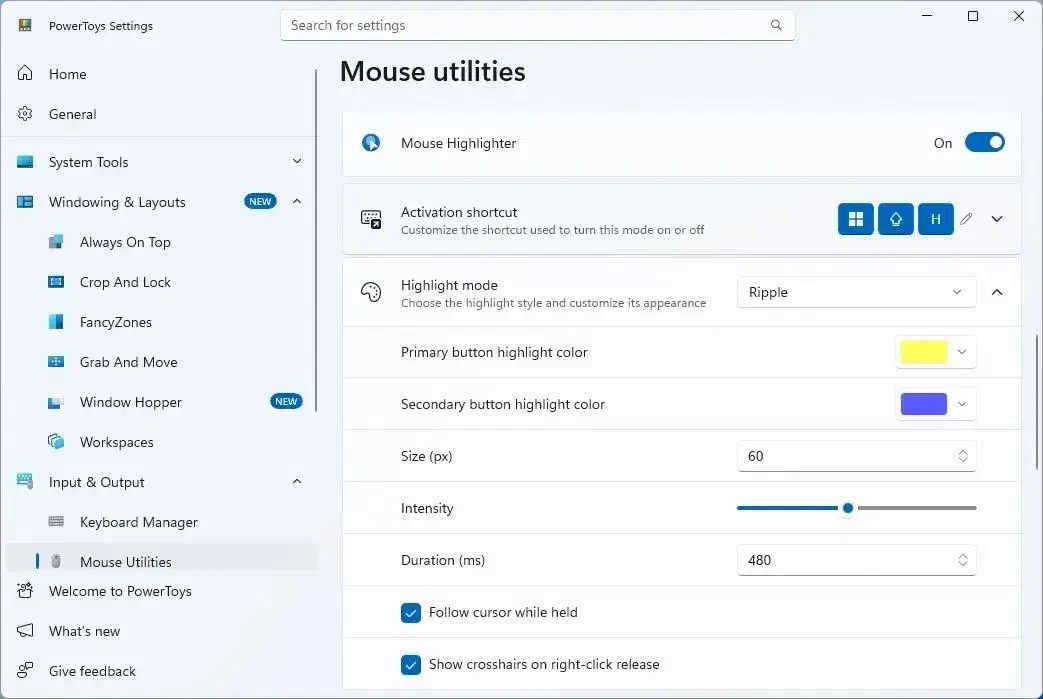 PowerToys Settings
Search for settings
Home
General
System Tools
Windowing & Layouts NEW
Always On Top
Crop And Lock
FancyZones
Grab And Move
Window Hopper NEW
Workspaces
Input & Output
Keyboard Manager
Mouse Utilities
Welcome to PowerToys
What's new
Give feedback
Mouse utilities
Mouse Highlighter On
Activation shortcut
Customize the shortcut used to turn this mode on or off
H
Highlight mode
Choose the highlight style and customize its appearance
Ripple
Primary button highlight color
Secondary button highlight color
Size (px) 60
Intensity
Duration (ms) 480
Follow cursor while held
Show crosshairs on right-click release